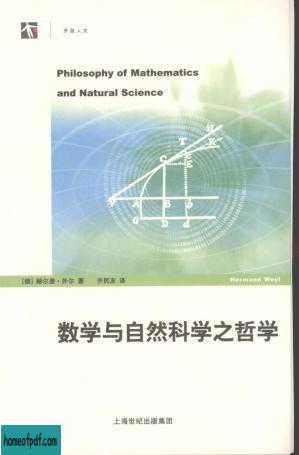 开放人文
Philosophy of Mathematics
and Natural Science
[德] 赫尔曼·外尔 著 齐民友 译
Hermann Weyl
数学与自然科学之哲学
上海世纪出版集团
homeofpdf.com